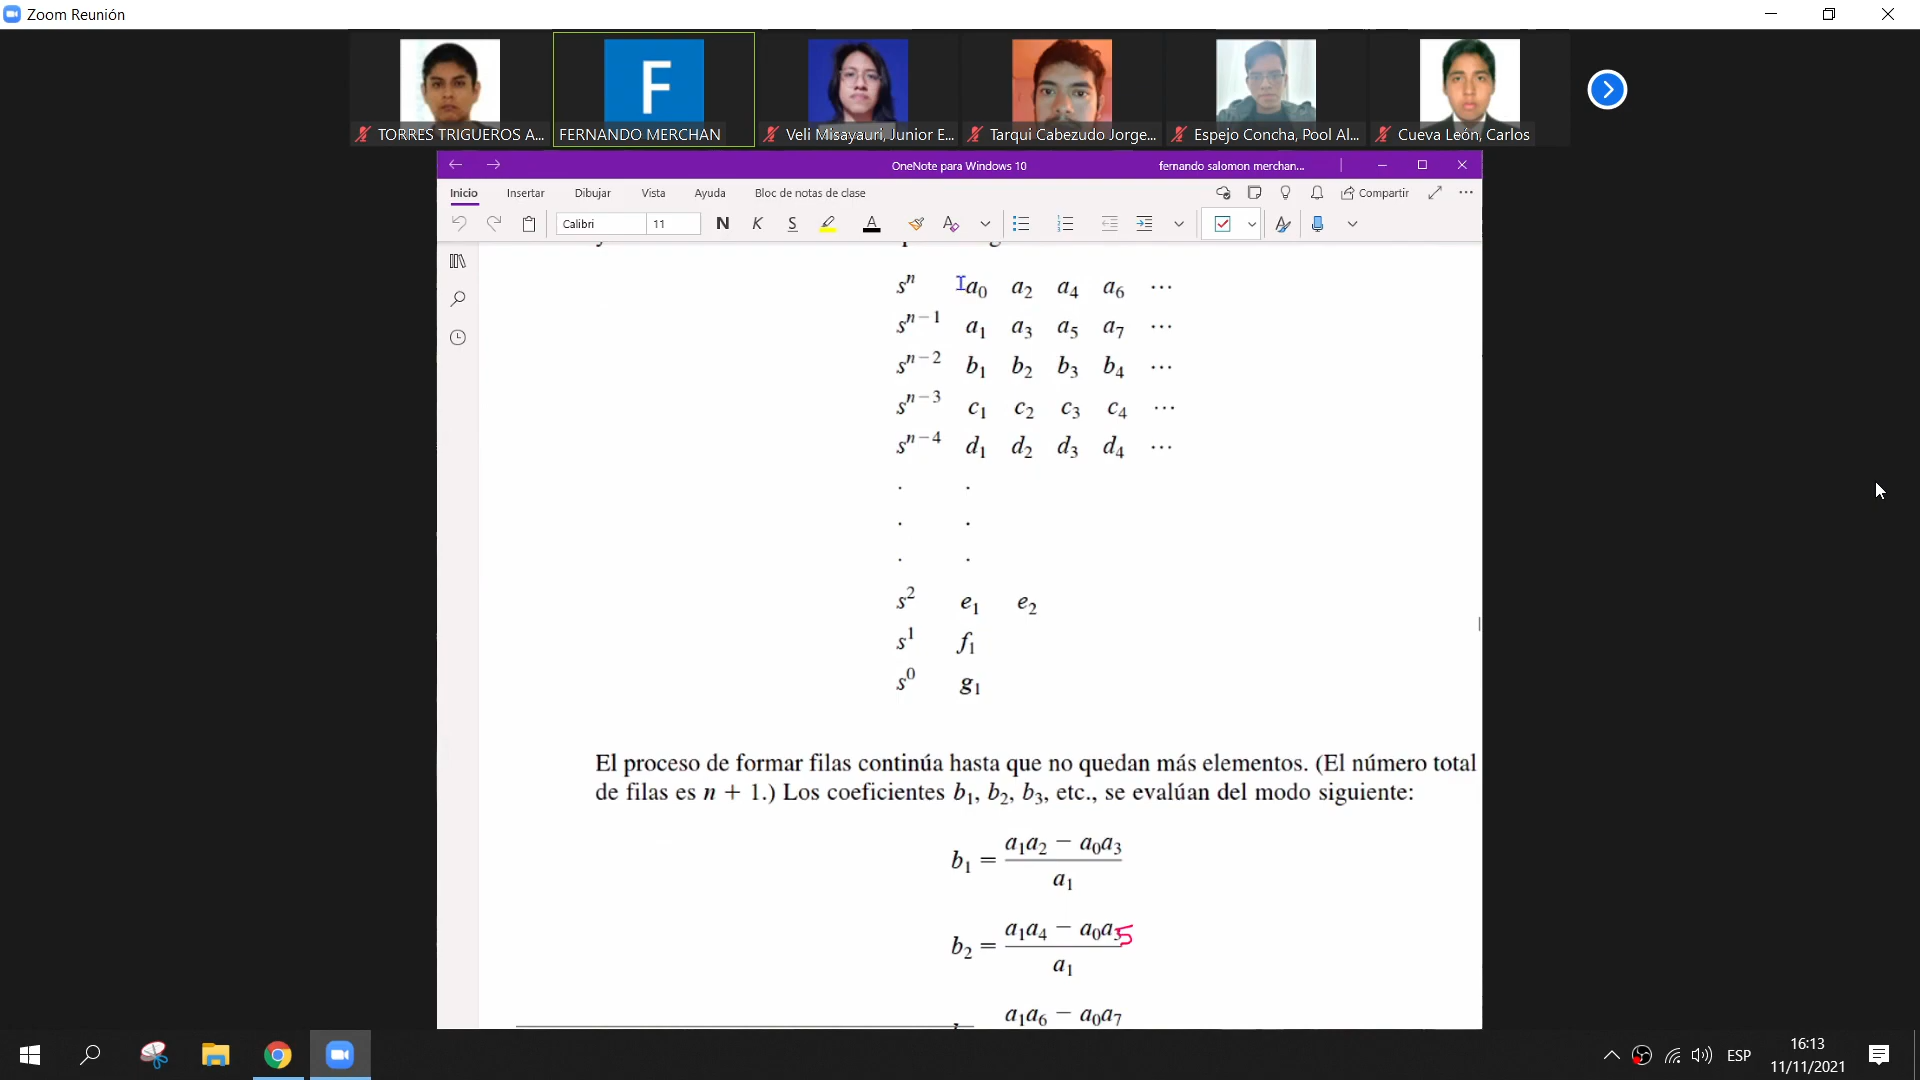 Zoom Reunión
F
TORRES TRIGUEROS A...
FERNANDO MERCHAN
Veli Misayauri, Junior E...
Tarqui Cabezudo Jorge...
Espejo Concha, Pool Al...
Cueva León, Carlos
OneNote para Windows 10
fernando salomon merchan...
Inicio Insertar Dibujar Vista Ayuda Bloc de notas de clase
Compartir
Calibri 11 N K S A
sⁿ a₀ a₂ a₄ a₆ ⋯
sⁿ⁻¹ a₁ a₃ a₅ a₇ ⋯
sⁿ⁻² b₁ b₂ b₃ b₄ ⋯
sⁿ⁻³ c₁ c₂ c₃ c₄ ⋯
sⁿ⁻⁴ d₁ d₂ d₃ d₄ ⋯
. .
. .
. .
s² e₁ e₂
s¹ f₁
s⁰ g₁
El proceso de formar filas continúa hasta que no quedan más elementos. (El número total
de filas es n + 1.) Los coeficientes b₁, b₂, b₃, etc., se evalúan del modo siguiente:
b₁ = (a₁a₂ − a₀a₃) / a₁
b₂ = (a₁a₄ − a₀a₅) / a₁
a₁a₆ − a₀a₇
ESP
16:13
11/11/2021